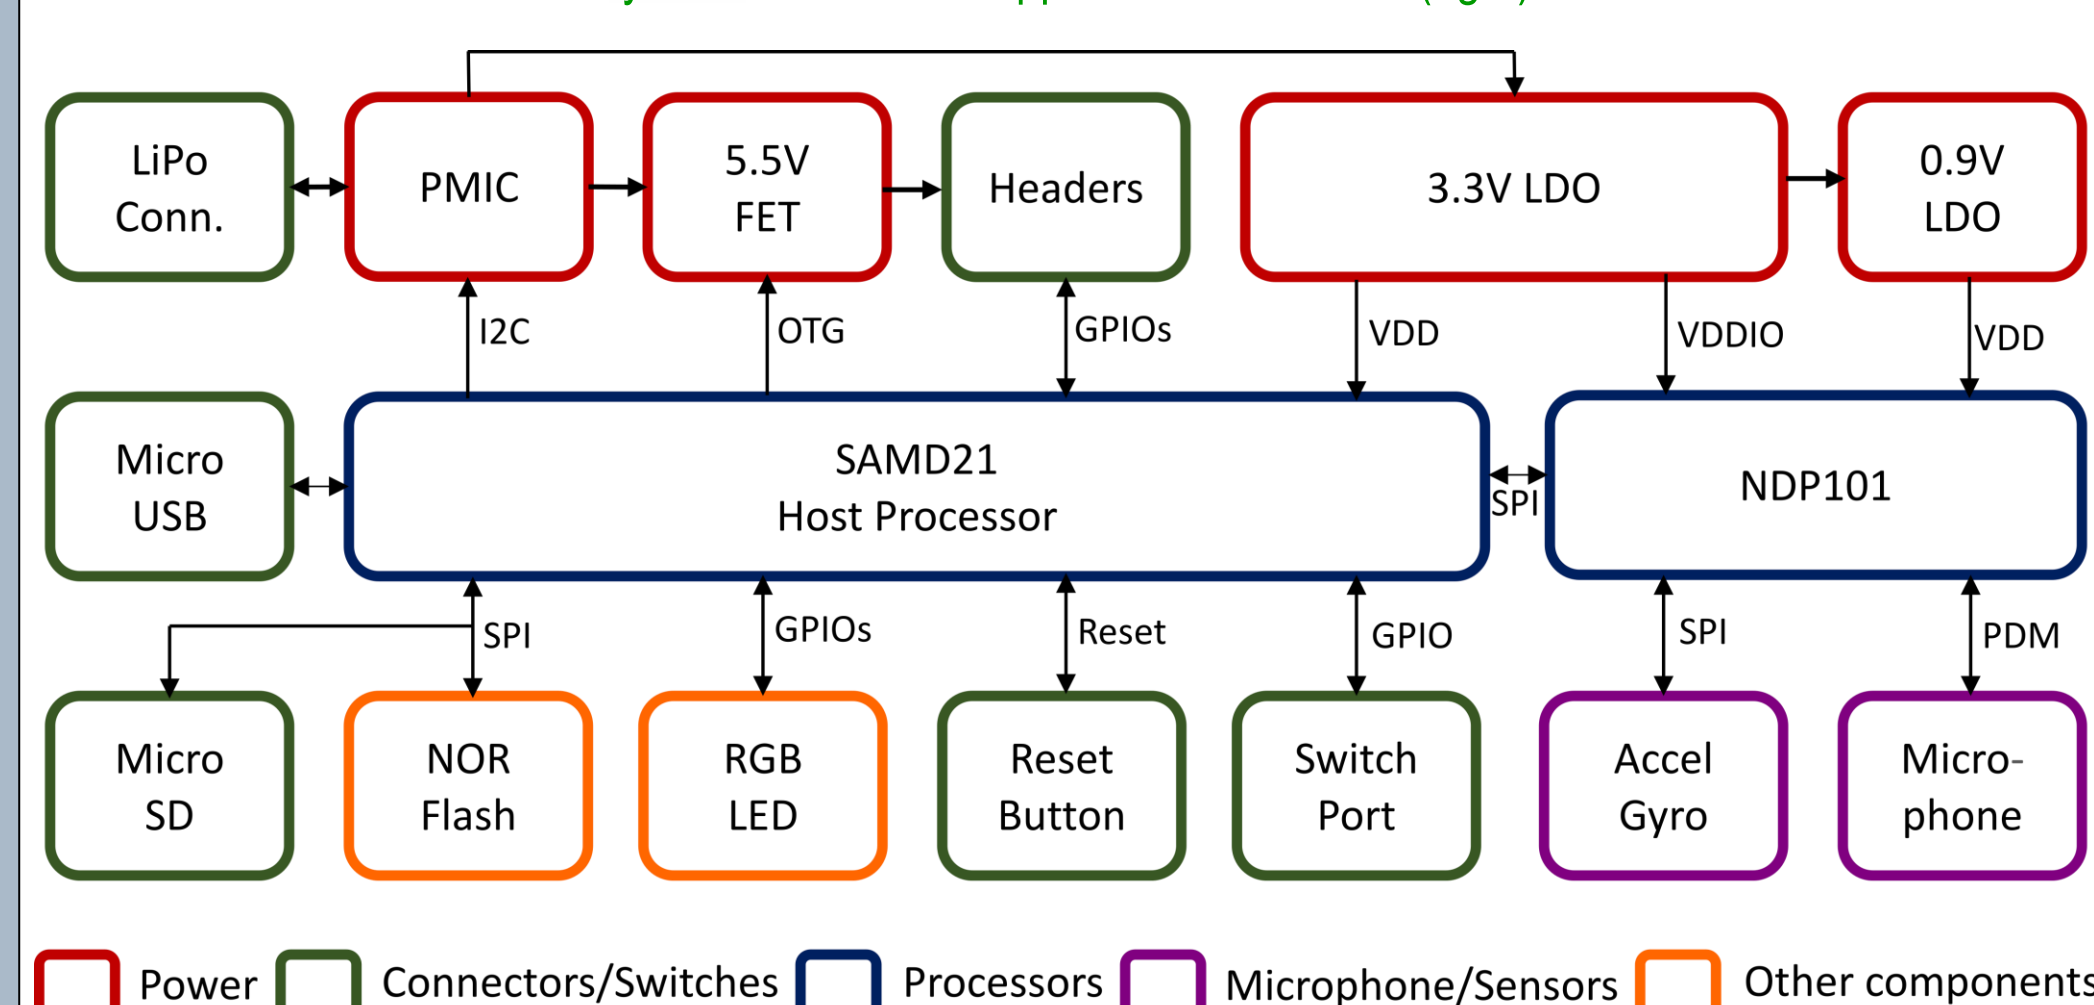 LiPo
Conn.
PMIC
5.5V
FET
Headers
3.3V LDO
0.9V
LDO
I2C
OTG
GPIOs
VDD
VDDIO
VDD
Micro
USB
SAMD21
Host Processor
SPI
NDP101
SPI
GPIOs
Reset
GPIO
SPI
PDM
Micro
SD
NOR
Flash
RGB
LED
Reset
Button
Switch
Port
Accel
Gyro
Micro-
phone
Power
Connectors/Switches
Processors
Microphone/Sensors
Other components